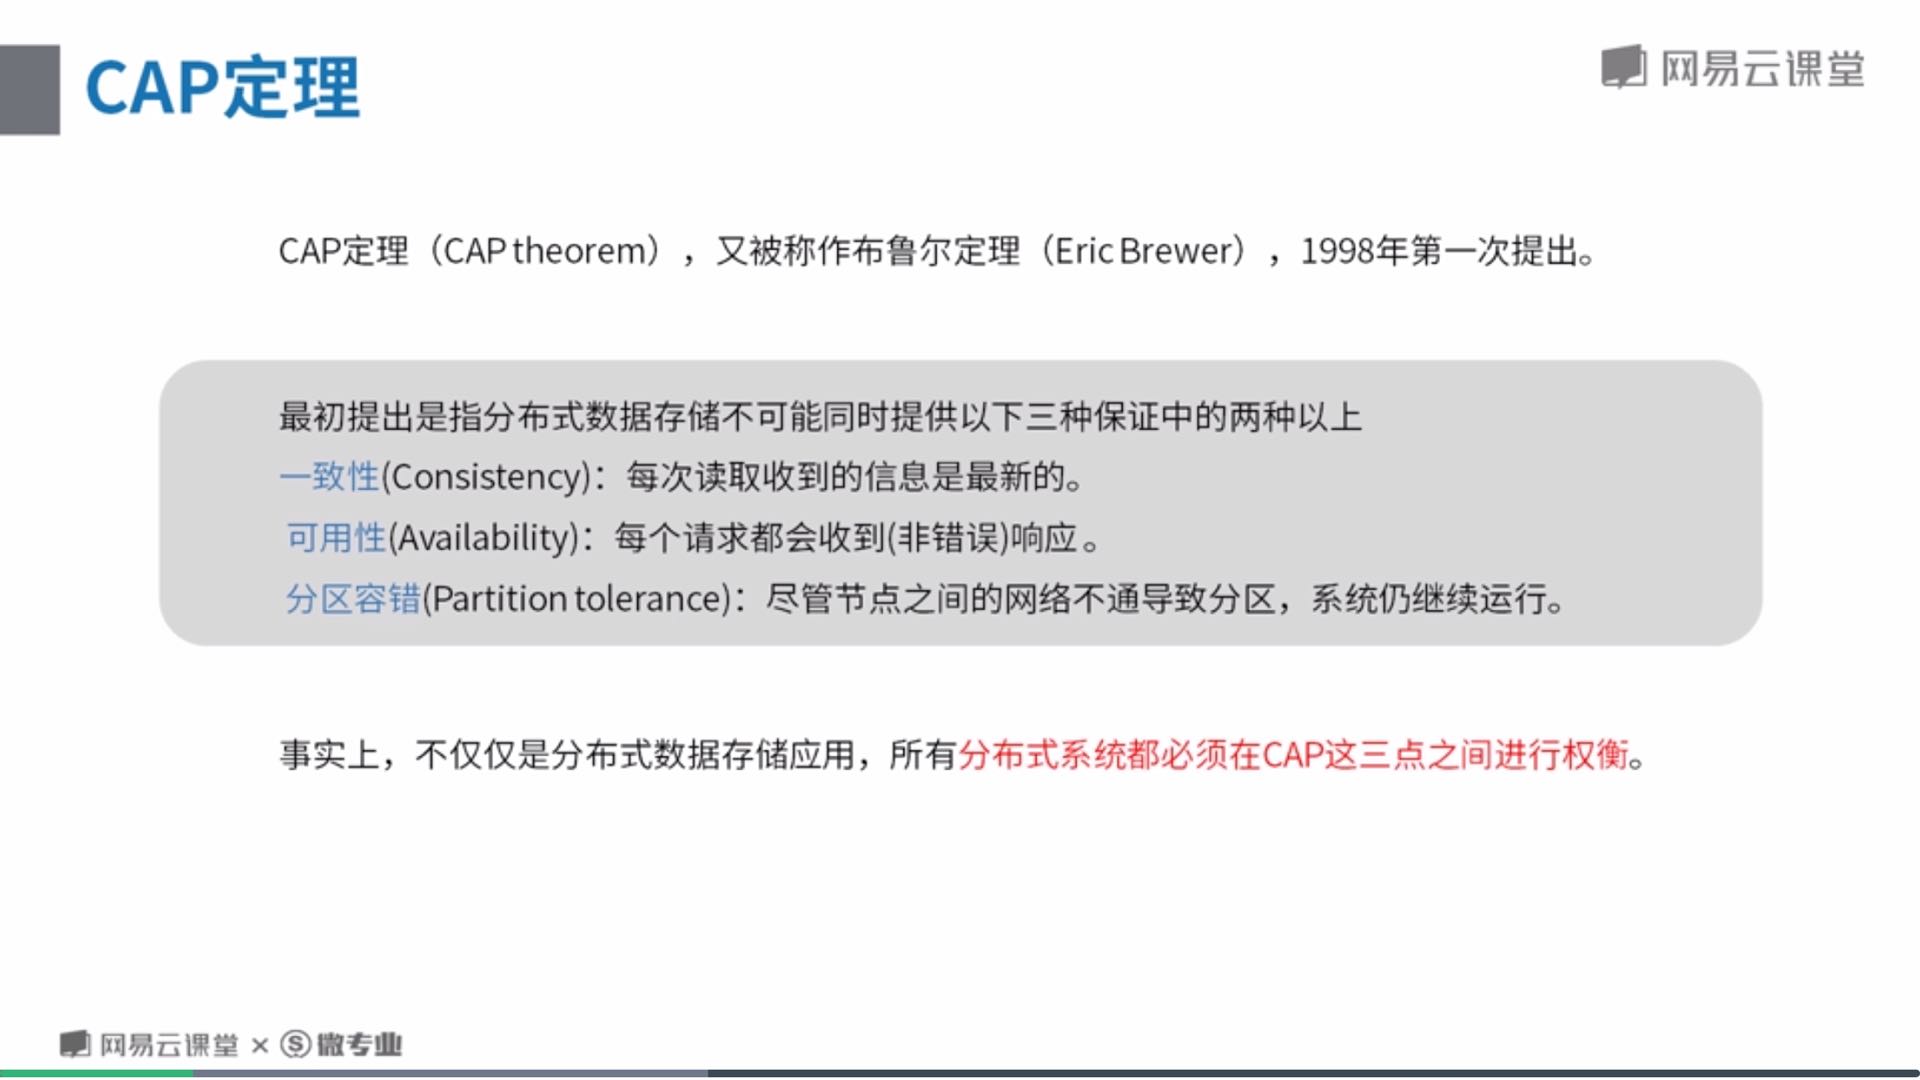 CAP定理
网易云课堂
CAP定理（CAP theorem），又被称作布鲁尔定理（Eric Brewer），1998年第一次提出。
最初提出是指分布式数据存储不可能同时提供以下三种保证中的两种以上
一致性(Consistency)：每次读取收到的信息是最新的。
可用性(Availability)：每个请求都会收到(非错误)响应。
分区容错(Partition tolerance)：尽管节点之间的网络不通导致分区，系统仍继续运行。
事实上，不仅仅是分布式数据存储应用，所有分布式系统都必须在CAP这三点之间进行权衡。
网易云课堂 × 微专业